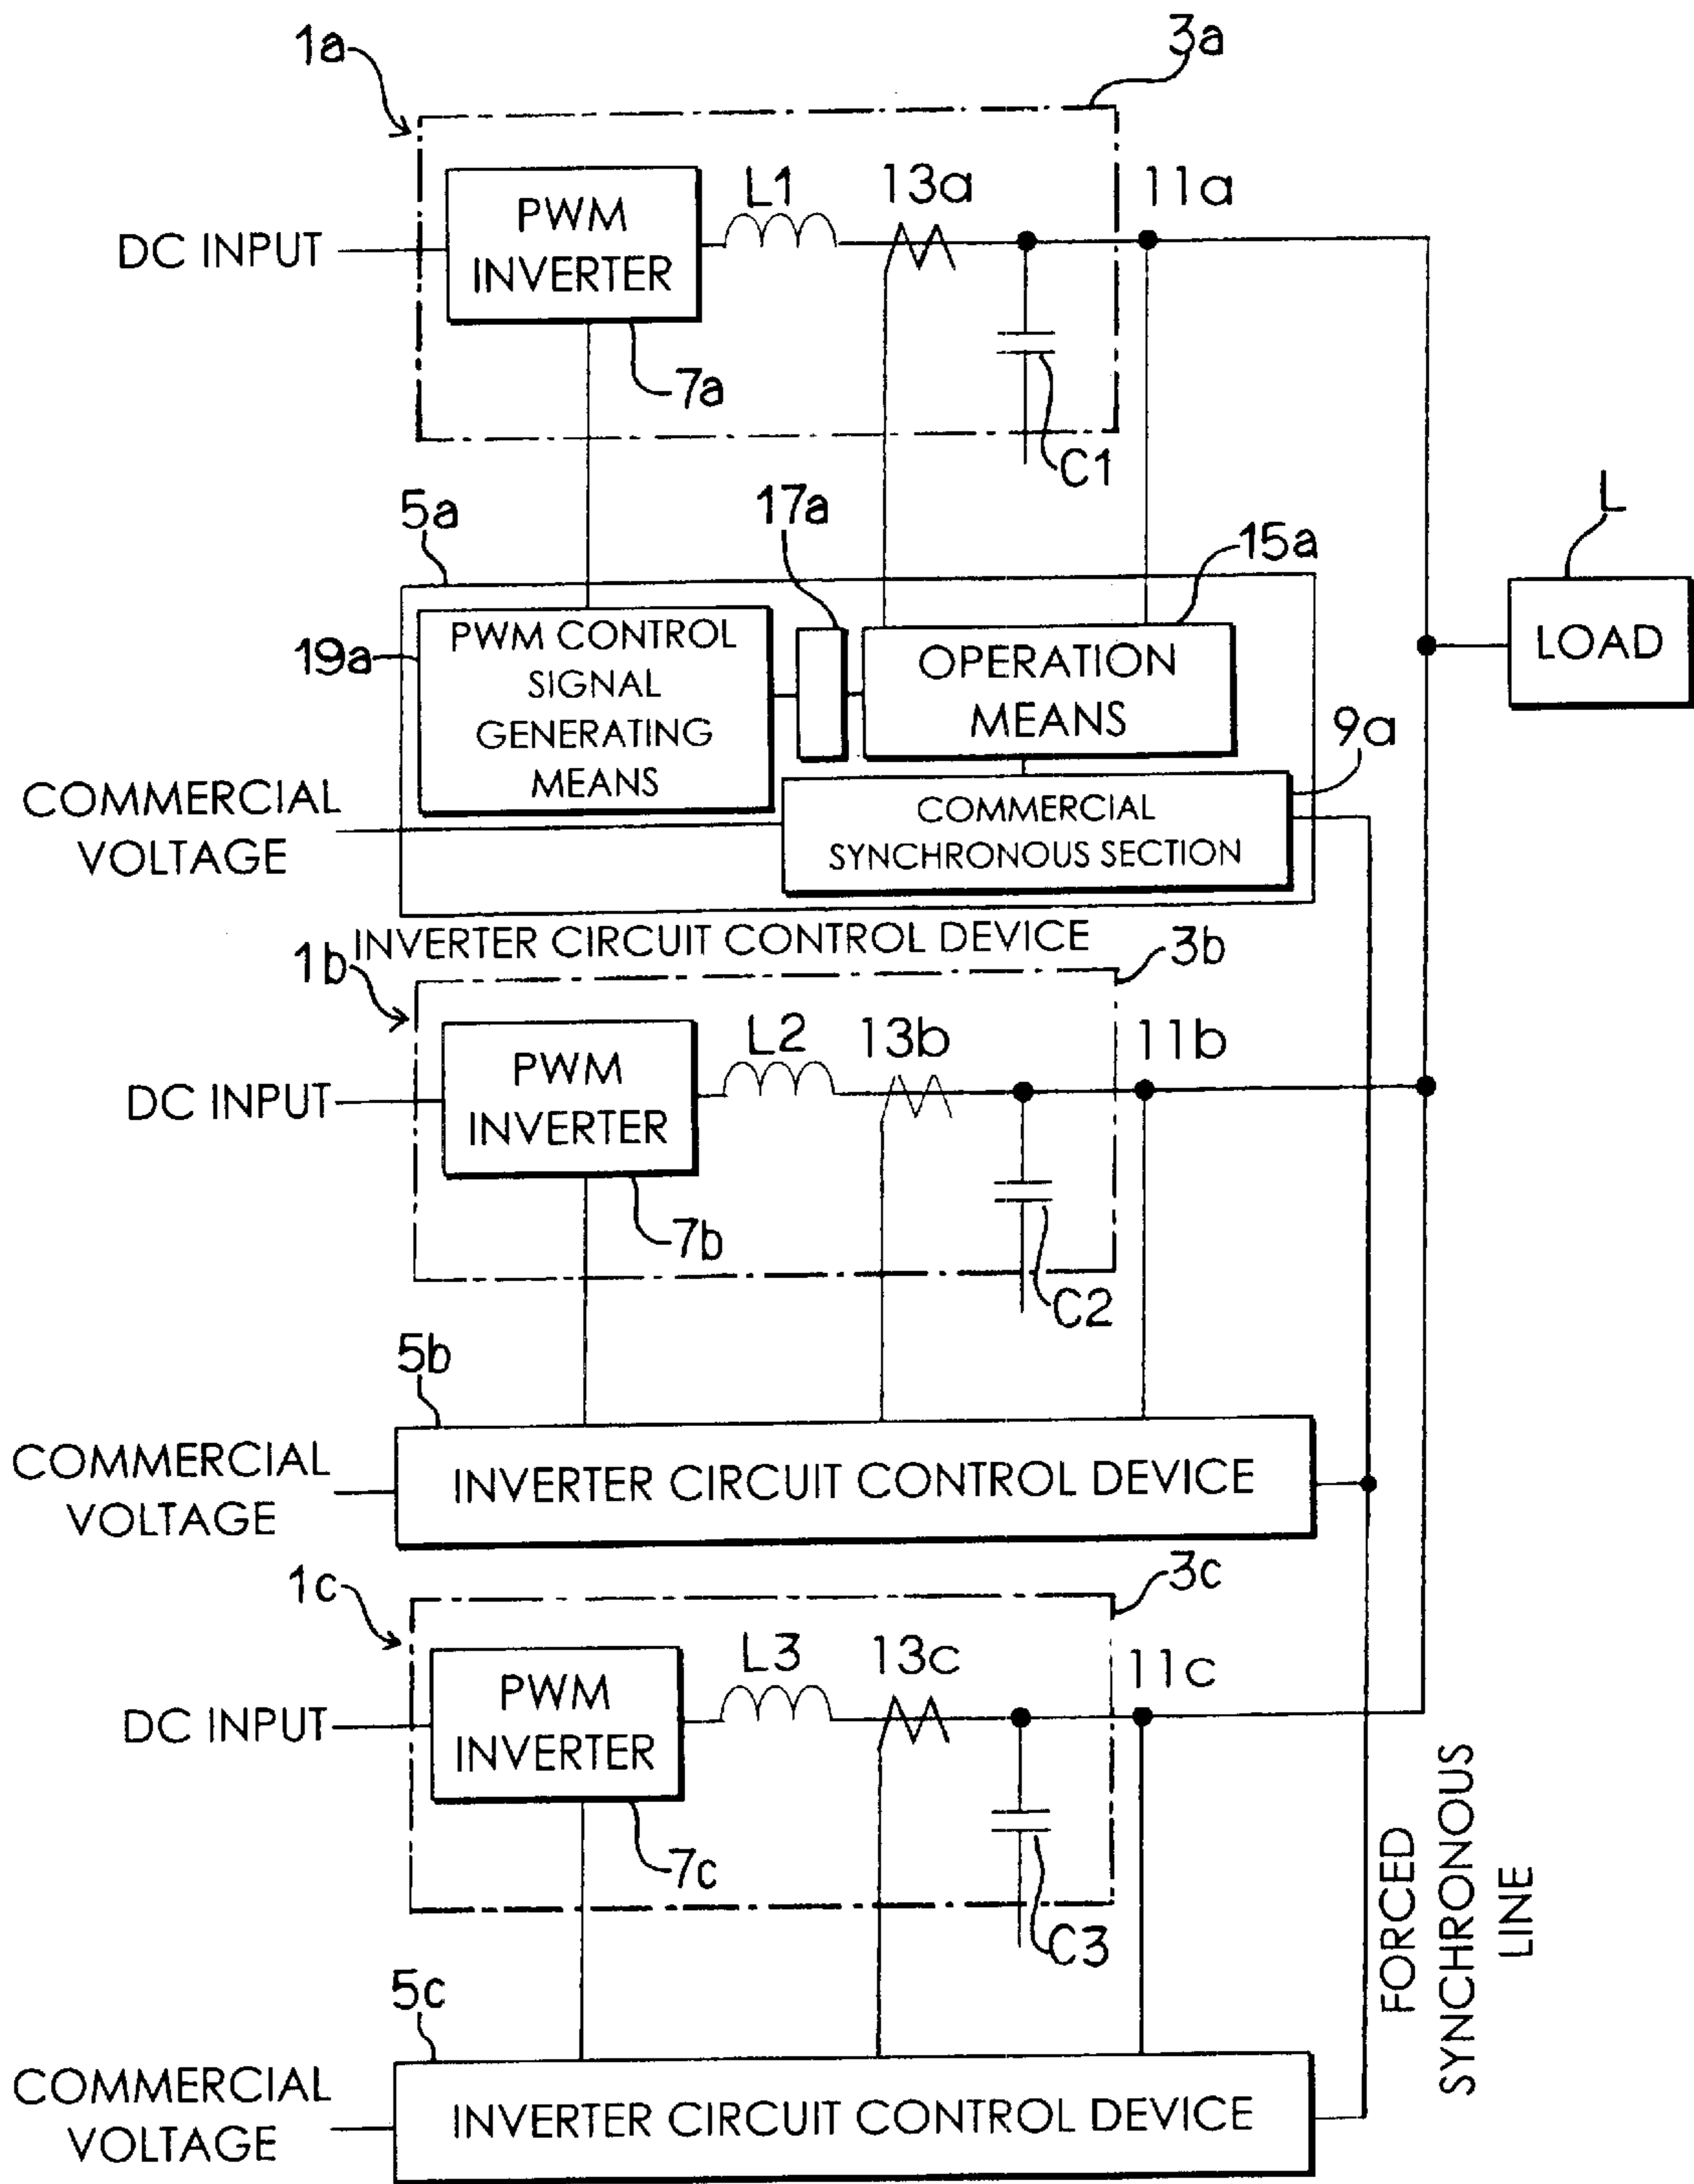 1a
3a
L1
13a
11a
DC INPUT
PWM
INVERTER
7a
C1
5a
17a
15a
L
19a
PWM CONTROL
SIGNAL
GENERATING
MEANS
OPERATION
MEANS
LOAD
9a
COMMERCIAL
VOLTAGE
COMMERCIAL
SYNCHRONOUS SECTION
INVERTER CIRCUIT CONTROL DEVICE
1b
3b
L2
13b
11b
DC INPUT
PWM
INVERTER
7b
C2
5b
COMMERCIAL
VOLTAGE
INVERTER CIRCUIT CONTROL DEVICE
1c
3c
L3
13c
11c
DC INPUT
PWM
INVERTER
7c
C3
FORCED
SYNCHRONOUS
LINE
5c
COMMERCIAL
VOLTAGE
INVERTER CIRCUIT CONTROL DEVICE